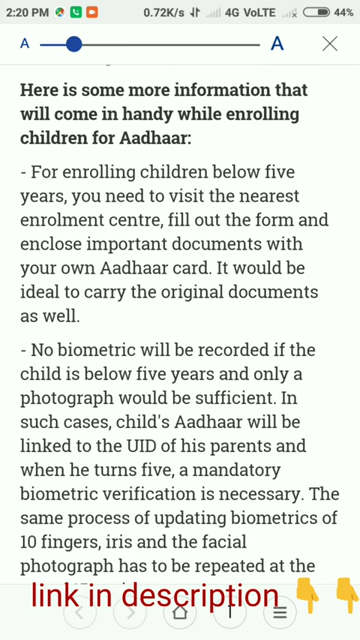 2:20 PM 0.72K/s 4G VoLTE 44%
A A
Here is some more information that
will come in handy while enrolling
children for Aadhaar:
- For enrolling children below five
years, you need to visit the nearest
enrolment centre, fill out the form and
enclose important documents with
your own Aadhaar card. It would be
ideal to carry the original documents
as well.
- No biometric will be recorded if the
child is below five years and only a
photograph would be sufficient. In
such cases, child's Aadhaar will be
linked to the UID of his parents and
when he turns five, a mandatory
biometric verification is necessary. The
same process of updating biometrics of
10 fingers, iris and the facial
photograph has to be repeated at the
link in description